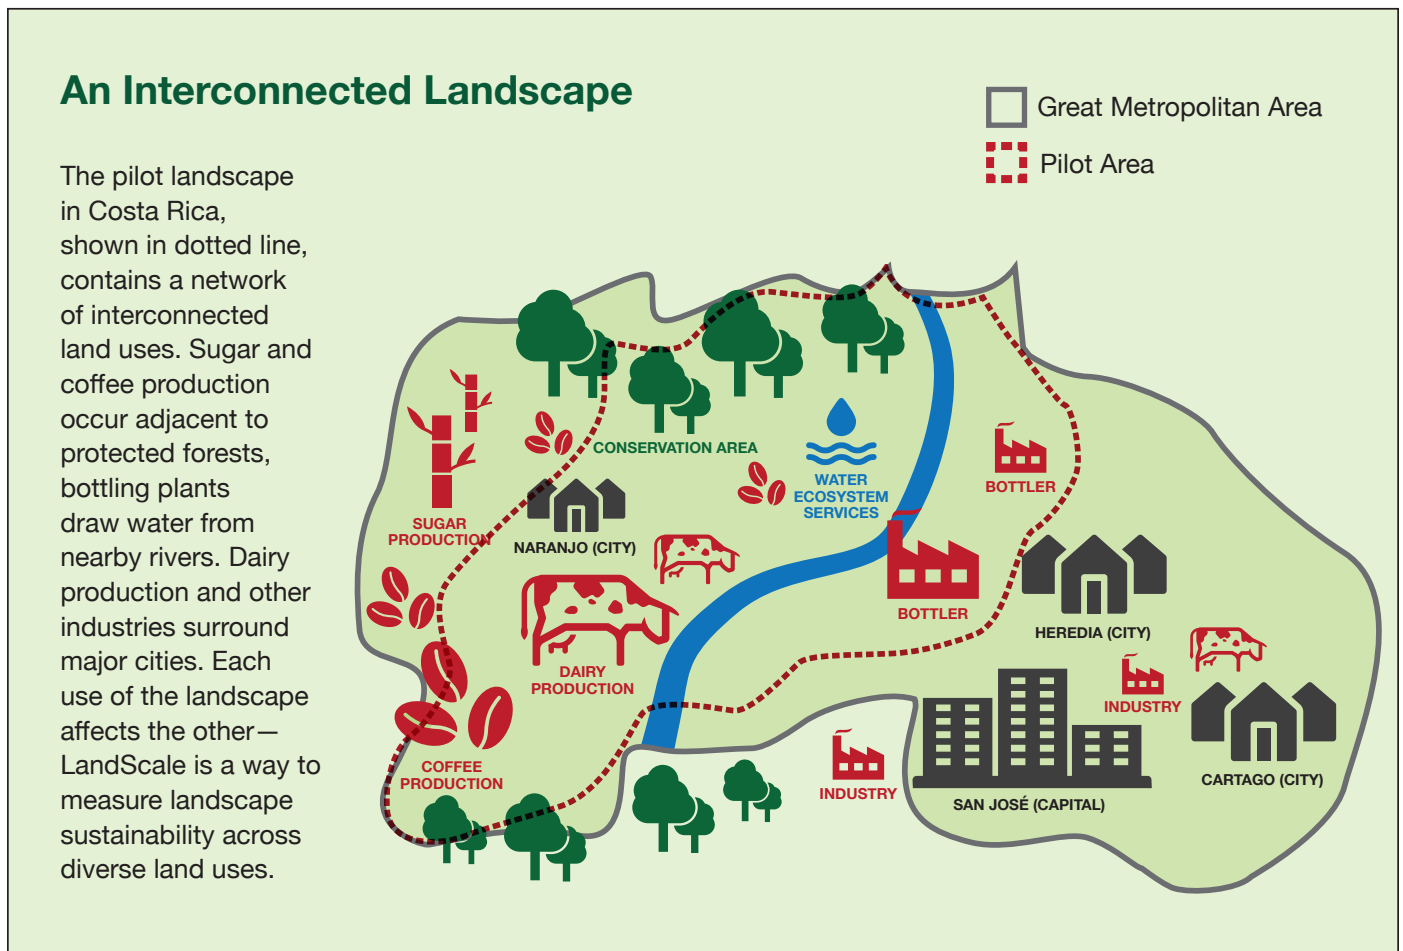 An Interconnected Landscape
Great Metropolitan Area
Pilot Area
The pilot landscape
in Costa Rica,
shown in dotted line,
contains a network
of interconnected
land uses. Sugar and
coffee production
occur adjacent to
protected forests,
bottling plants
draw water from
nearby rivers. Dairy
production and other
industries surround
major cities. Each
use of the landscape
affects the other—
LandScale is a way to
measure landscape
sustainability across
diverse land uses.
CONSERVATION AREA
WATER
ECOSYSTEM
SERVICES
BOTTLER
SUGAR
PRODUCTION
NARANJO (CITY)
BOTTLER
HEREDIA (CITY)
DAIRY
PRODUCTION
INDUSTRY
COFFEE
PRODUCTION
INDUSTRY
SAN JOSÉ (CAPITAL)
CARTAGO (CITY)